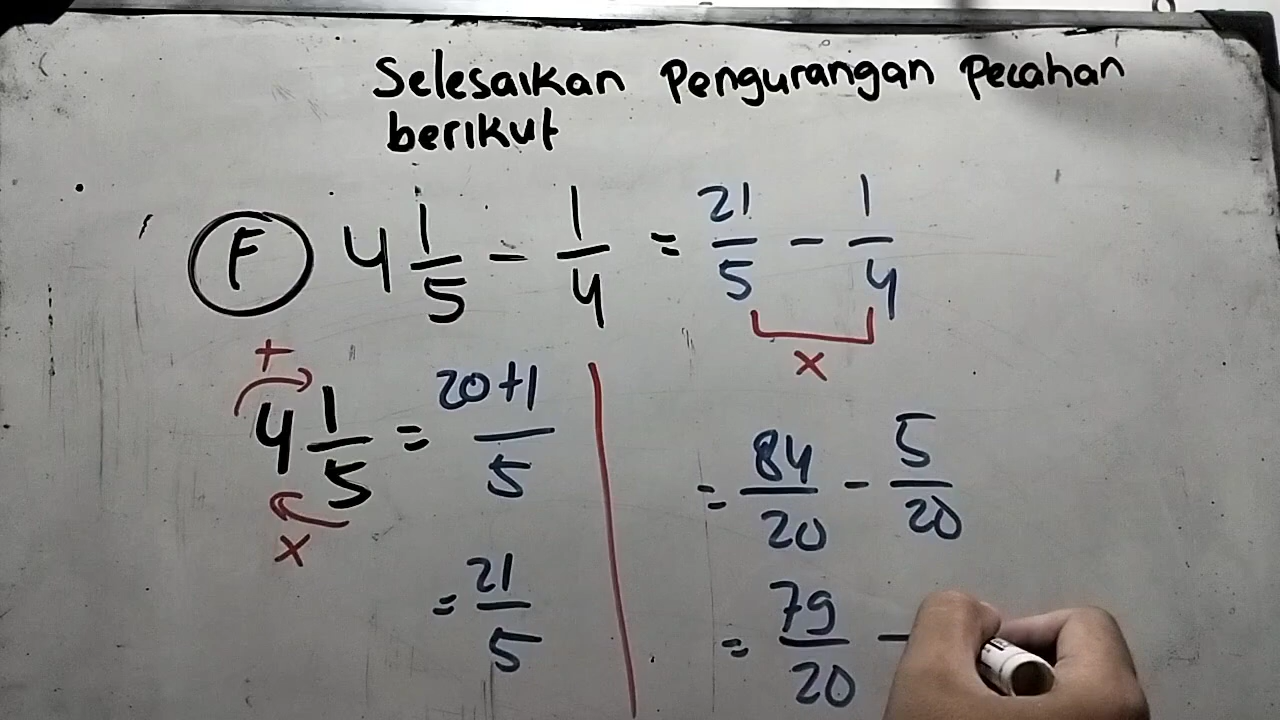 Selesaikan Pengurangan Pecahan
berikut
F 4 1/5 - 1/4 = 21/5 - 1/4
x
+
4 1/5 = 20+1/5
x
= 21/5
= 84/20 - 5/20
= 79/20 -